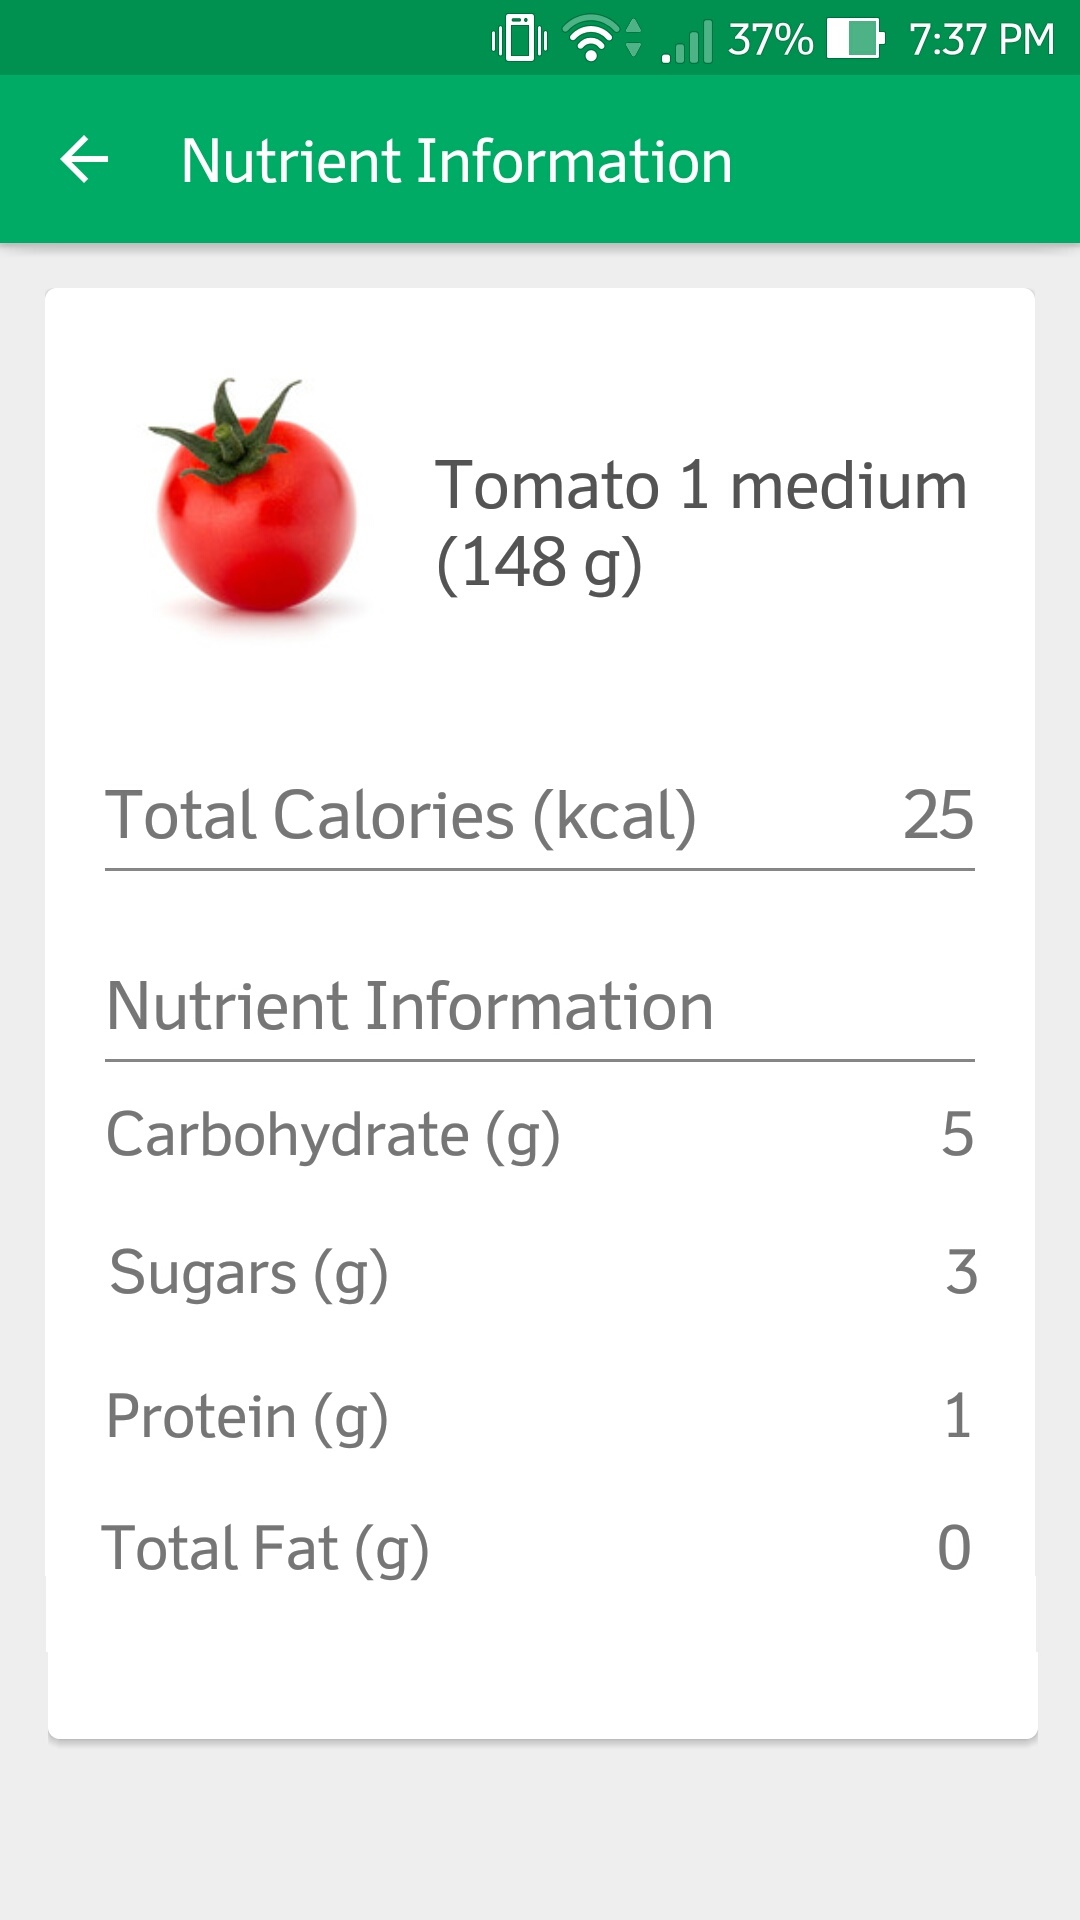 37% 7:37 PM
Nutrient Information
Tomato 1 medium
(148 g)
Total Calories (kcal) 25
Nutrient Information
Carbohydrate (g) 5
Sugars (g) 3
Protein (g) 1
Total Fat (g) 0